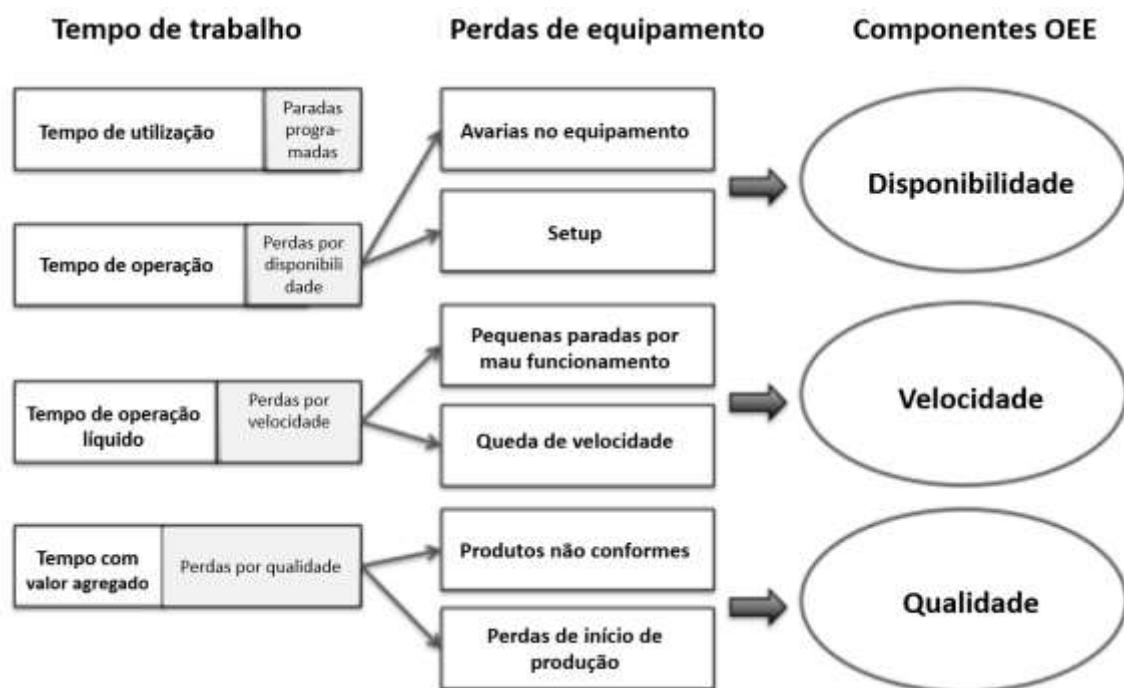 Tempo de trabalho
Perdas de equipamento
Componentes OEE
Tempo de utilização
Paradas
progra-
madas
Avarias no equipamento
Disponibilidade
Tempo de operação
Perdas por
disponibili
dade
Setup
Pequenas paradas por
mau funcionamento
Tempo de operação
líquido
Perdas por
velocidade
Velocidade
Queda de velocidade
Tempo com
valor agregado
Perdas por qualidade
Produtos não conformes
Qualidade
Perdas de início de
produção